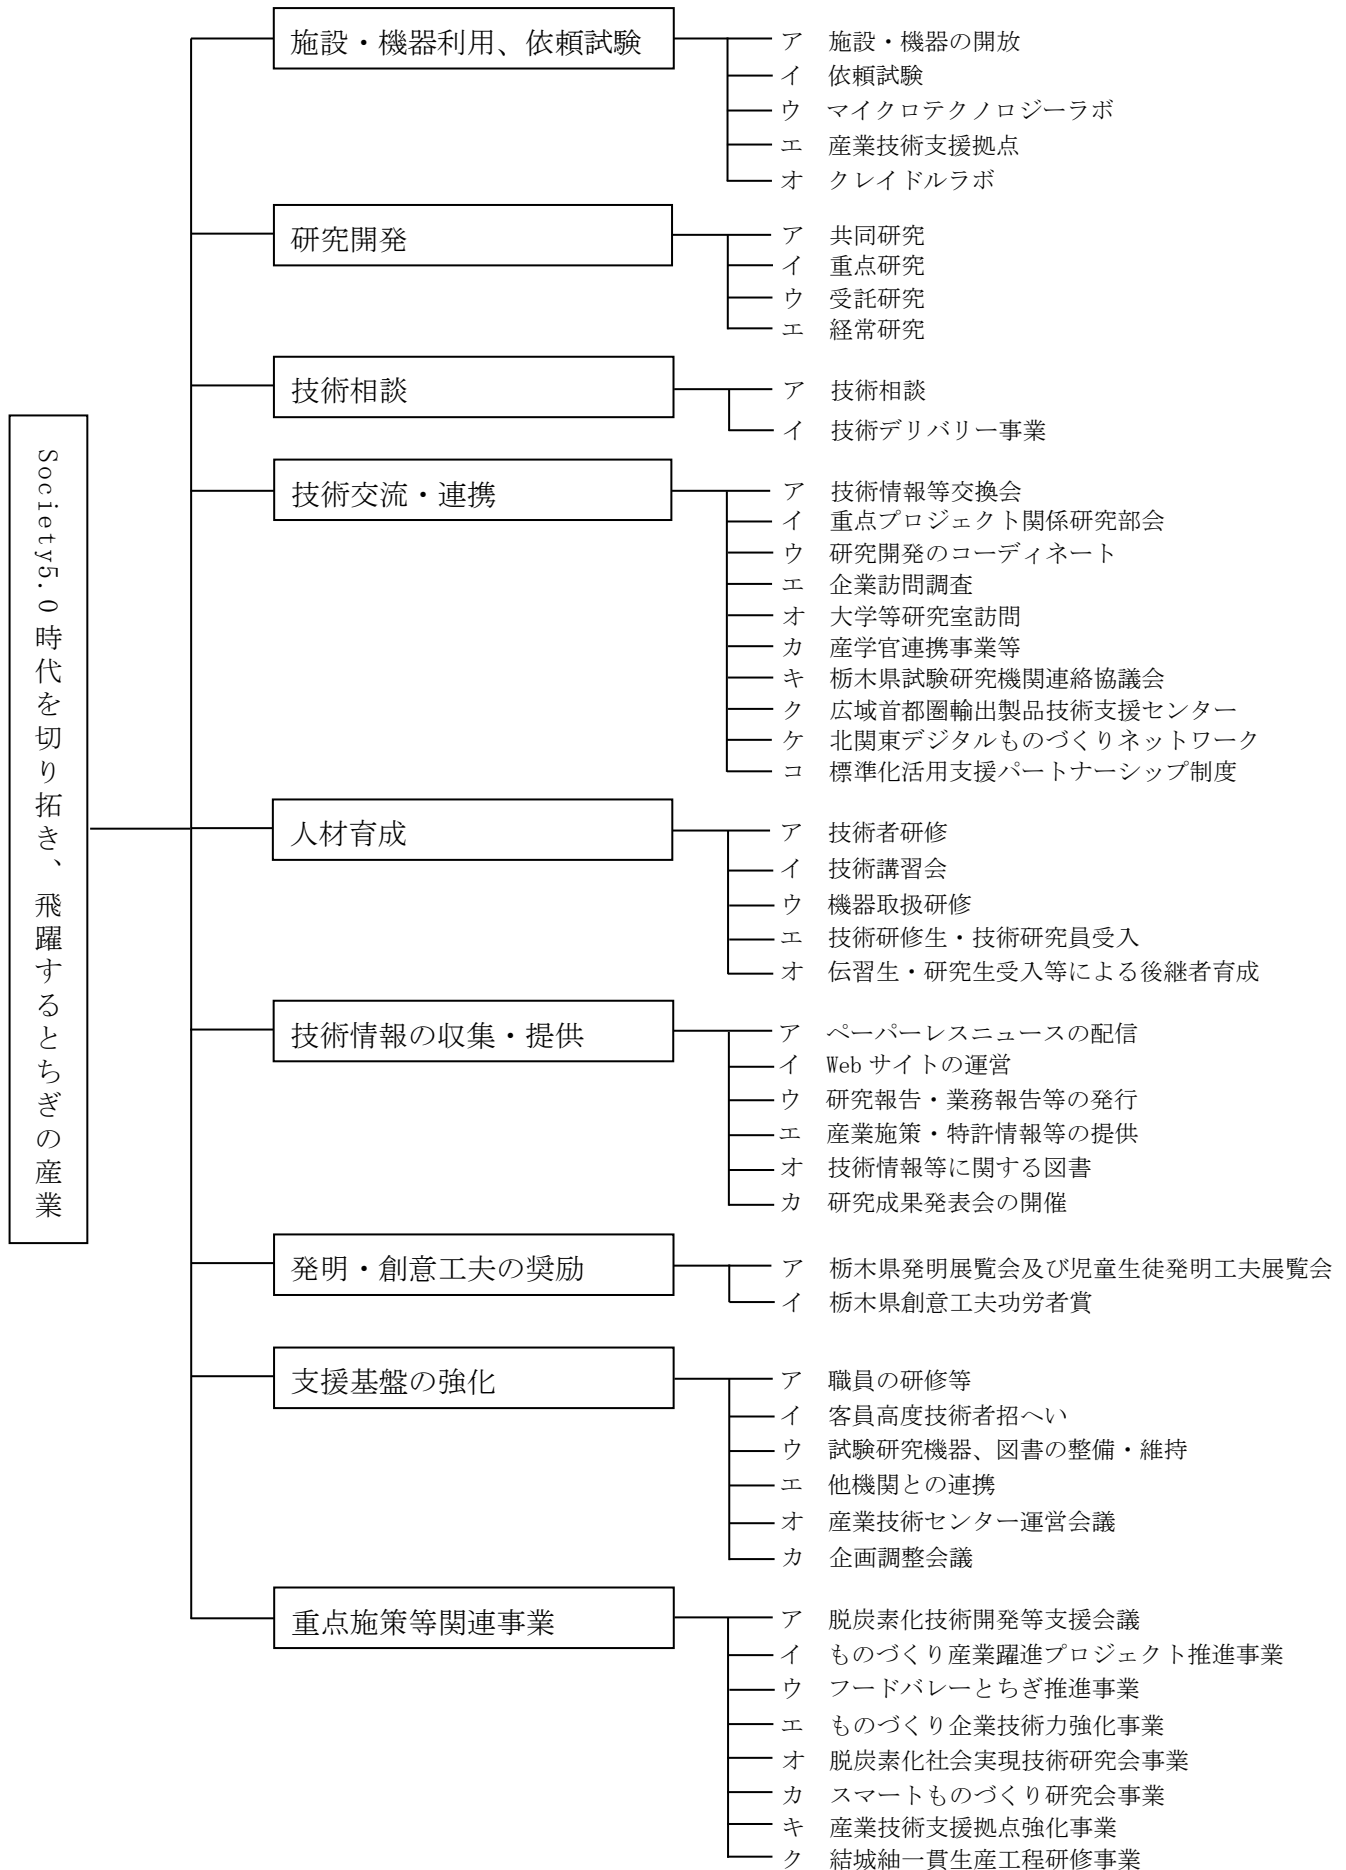 Society5.0時代を切り拓き、飛躍するとちぎの産業
施設・機器利用、依頼試験
ア 施設・機器の開放
イ 依頼試験
ウ マイクロテクノロジーラボ
エ 産業技術支援拠点
オ クレイドルラボ
研究開発
ア 共同研究
イ 重点研究
ウ 受託研究
エ 経常研究
技術相談
ア 技術相談
イ 技術デリバリー事業
技術交流・連携
ア 技術情報等交換会
イ 重点プロジェクト関係研究部会
ウ 研究開発のコーディネート
エ 企業訪問調査
オ 大学等研究室訪問
カ 産学官連携事業等
キ 栃木県試験研究機関連絡協議会
ク 広域首都圏輸出製品技術支援センター
ケ 北関東デジタルものづくりネットワーク
コ 標準化活用支援パートナーシップ制度
人材育成
ア 技術者研修
イ 技術講習会
ウ 機器取扱研修
エ 技術研修生・技術研究員受入
オ 伝習生・研究生受入等による後継者育成
技術情報の収集・提供
ア ペーパーレスニュースの配信
イ Webサイトの運営
ウ 研究報告・業務報告等の発行
エ 産業施策・特許情報等の提供
オ 技術情報等に関する図書
カ 研究成果発表会の開催
発明・創意工夫の奨励
ア 栃木県発明展覧会及び児童生徒発明工夫展覧会
イ 栃木県創意工夫功労者賞
支援基盤の強化
ア 職員の研修等
イ 客員高度技術者招へい
ウ 試験研究機器、図書の整備・維持
エ 他機関との連携
オ 産業技術センター運営会議
カ 企画調整会議
重点施策等関連事業
ア 脱炭素化技術開発等支援会議
イ ものづくり産業躍進プロジェクト推進事業
ウ フードバレーとちぎ推進事業
エ ものづくり企業技術力強化事業
オ 脱炭素化社会実現技術研究会事業
カ スマートものづくり研究会事業
キ 産業技術支援拠点強化事業
ク 結城紬一貫生産工程研修事業